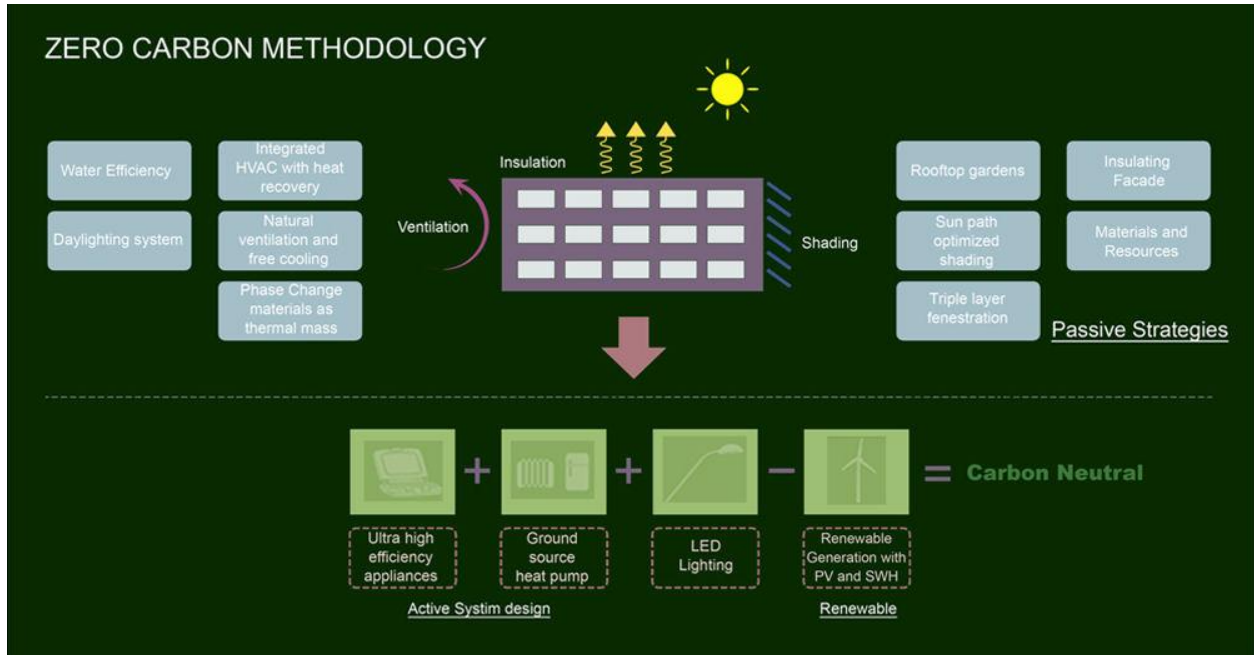 ZERO CARBON METHODOLOGY
Water Efficiency
Daylighting system
Integrated
HVAC with heat
recovery
Natural
ventilation and
free cooling
Phase Change
materials as
thermal mass
Insulation
Ventilation
Shading
Rooftop gardens
Sun path
optimized
shading
Triple layer
fenestration
Insulating
Facade
Materials and
Resources
Passive Strategies
+
+
−
=
Carbon Neutral
Ultra high
efficiency
appliances
Ground
source
heat pump
LED
Lighting
Renewable
Generation with
PV and SWH
Active Systim design
Renewable